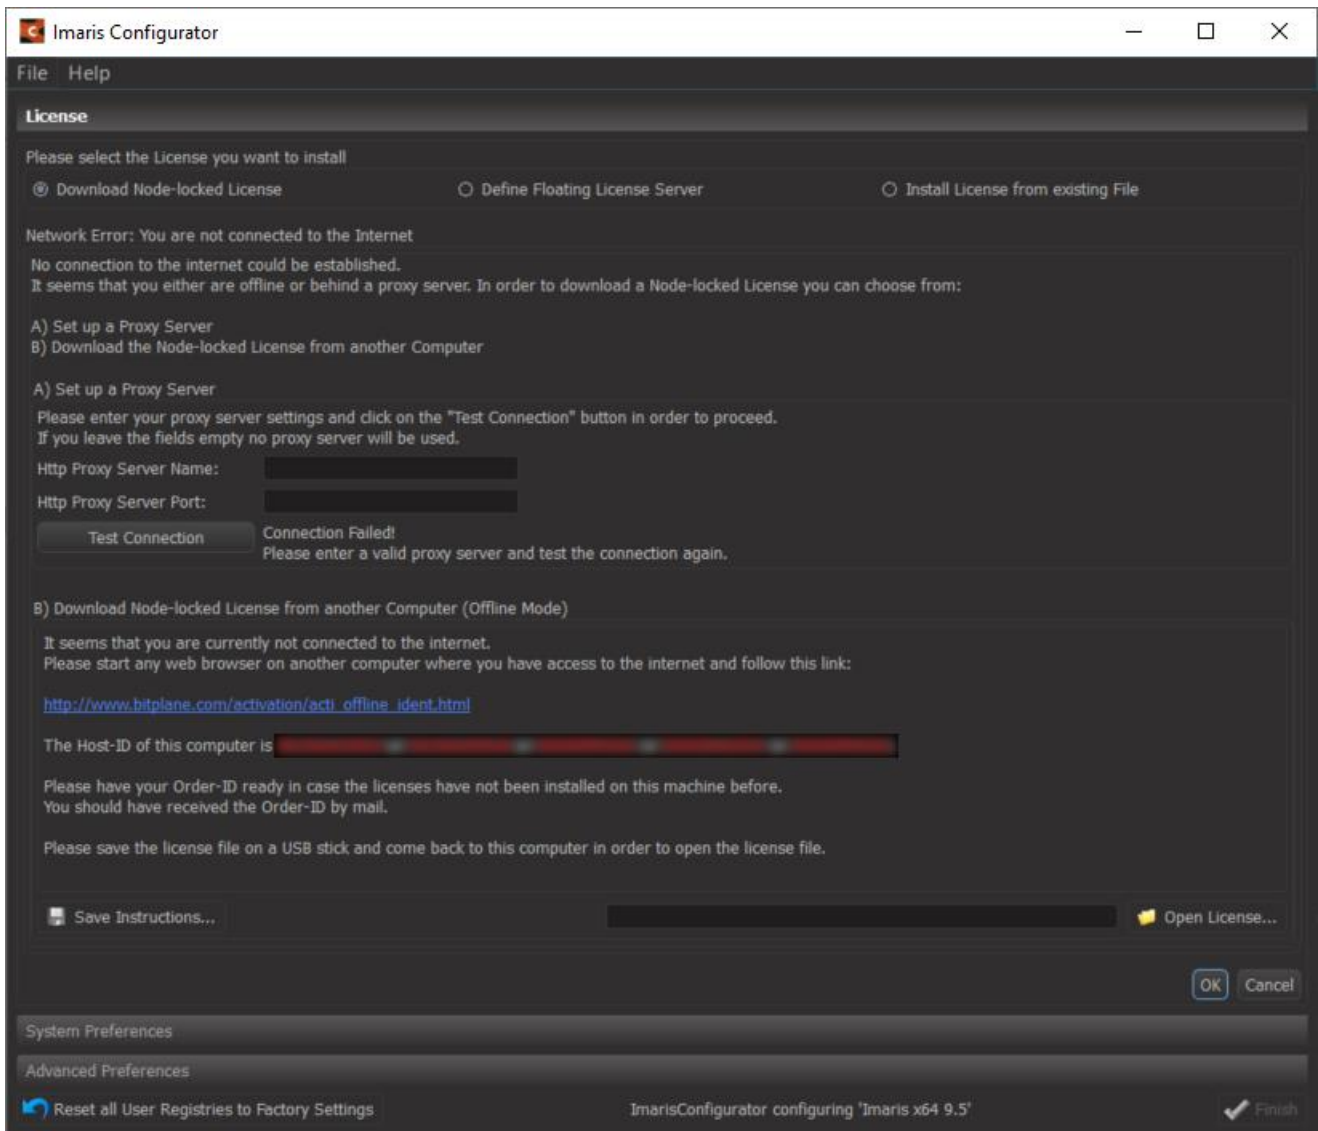 Imaris Configurator
File Help
License
Please select the License you want to install
Download Node-locked License Define Floating License Server Install License from existing File
Network Error: You are not connected to the Internet
No connection to the internet could be established.
It seems that you either are offline or behind a proxy server. In order to download a Node-locked License you can choose from:
A) Set up a Proxy Server
B) Download the Node-locked License from another Computer
A) Set up a Proxy Server
Please enter your proxy server settings and click on the "Test Connection" button in order to proceed.
If you leave the fields empty no proxy server will be used.
Http Proxy Server Name:
Http Proxy Server Port:
Test Connection
Connection Failed!
Please enter a valid proxy server and test the connection again.
B) Download Node-locked License from another Computer (Offline Mode)
It seems that you are currently not connected to the internet.
Please start any web browser on another computer where you have access to the internet and follow this link:
http://www.bitplane.com/activation/acti_offline_ident.html
The Host-ID of this computer is
Please have your Order-ID ready in case the licenses have not been installed on this machine before.
You should have received the Order-ID by mail.
Please save the license file on a USB stick and come back to this computer in order to open the license file.
Save Instructions... Open License...
OK Cancel
System Preferences
Advanced Preferences
Reset all User Registries to Factory Settings ImarisConfigurator configuring 'Imaris x64 9.5' Finish